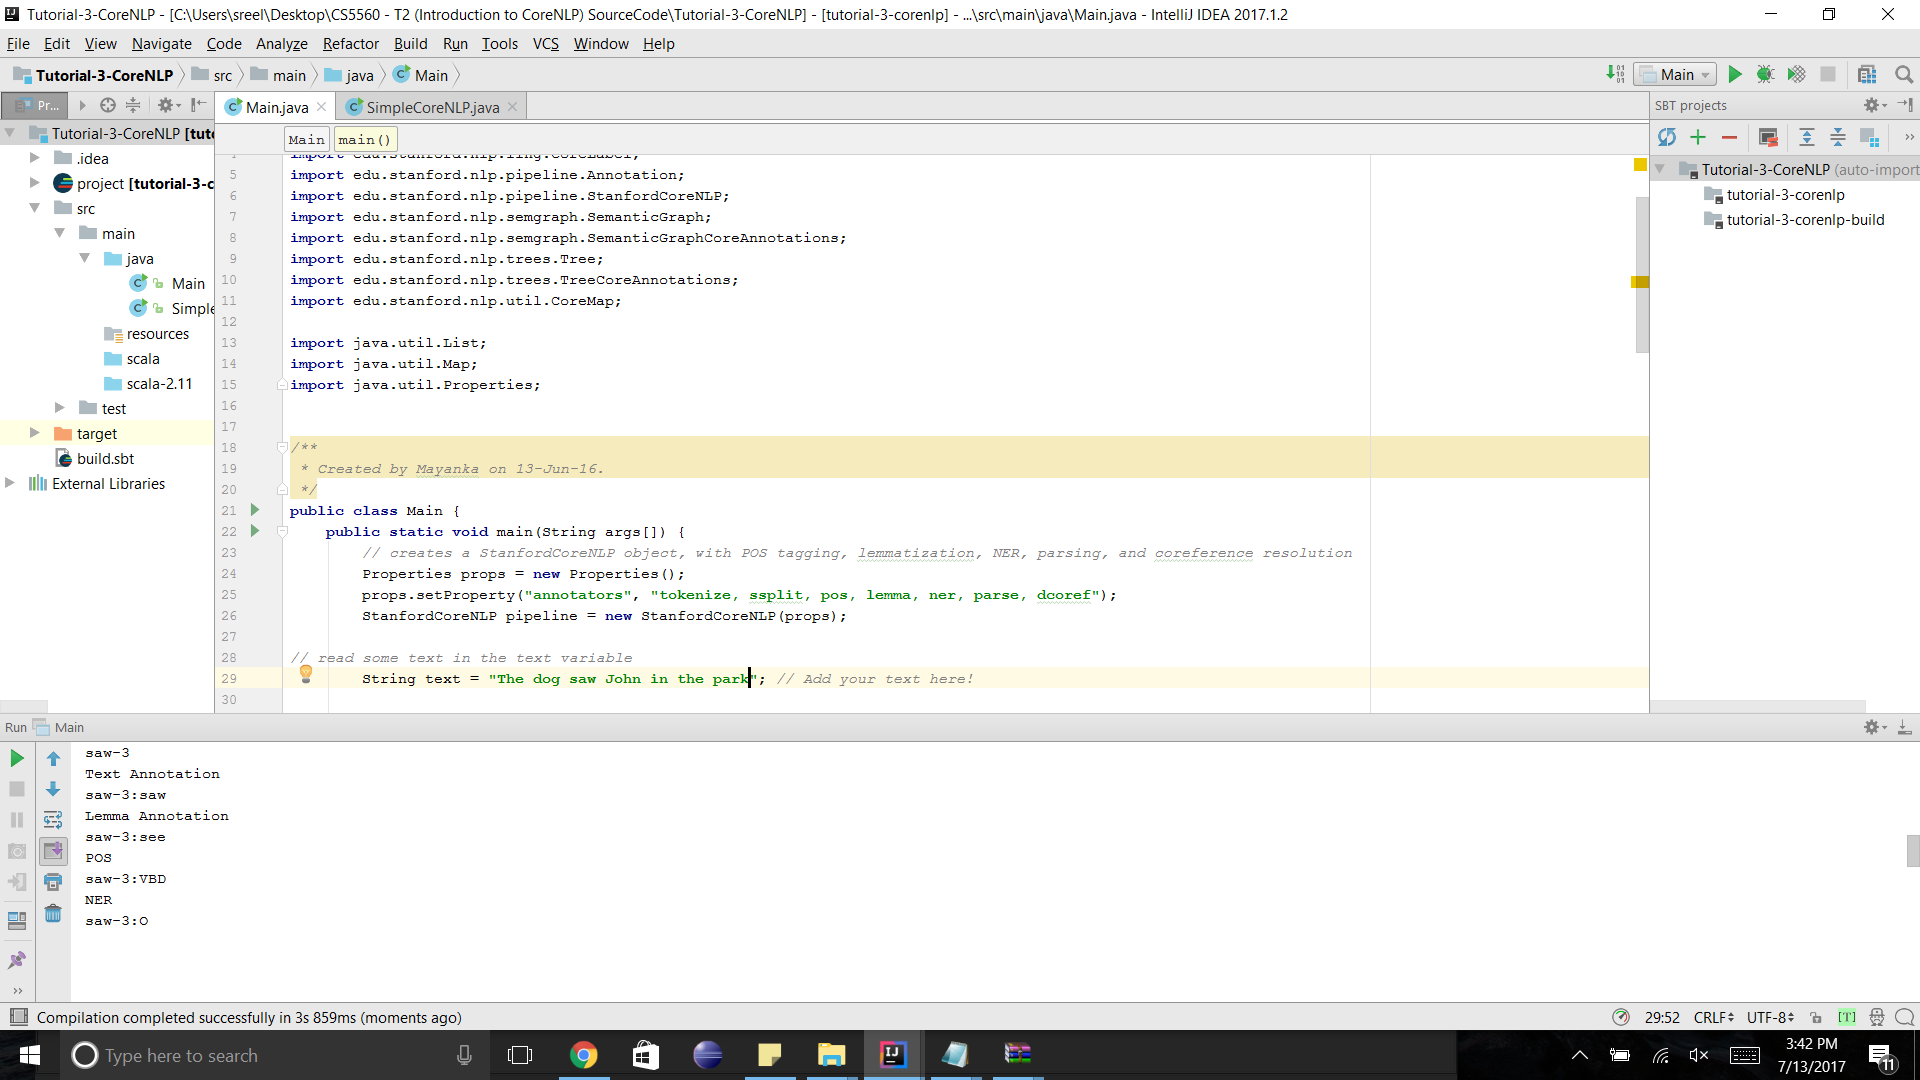 Tutorial-3-CoreNLP - [C:\Users\sreel\Desktop\CS5560 - T2 (Introduction to CoreNLP) SourceCode\Tutorial-3-CoreNLP] - [tutorial-3-corenlp] - ...\src\main\java\Main.java - IntelliJ IDEA 2017.1.2
File Edit View Navigate Code Analyze Refactor Build Run Tools VCS Window Help
Tutorial-3-CoreNLP src main java Main
Main
Pr...
Main.java SimpleCoreNLP.java
SBT projects
Tutorial-3-CoreNLP [tuto
.idea
project [tutorial-3-c
src
main
java
Main
Simple
resources
scala
scala-2.11
test
target
build.sbt
External Libraries
Main main()
import edu.stanford.nlp.ling.CoreLabel;
5 import edu.stanford.nlp.pipeline.Annotation;
6 import edu.stanford.nlp.pipeline.StanfordCoreNLP;
7 import edu.stanford.nlp.semgraph.SemanticGraph;
8 import edu.stanford.nlp.semgraph.SemanticGraphCoreAnnotations;
9 import edu.stanford.nlp.trees.Tree;
10 import edu.stanford.nlp.trees.TreeCoreAnnotations;
11 import edu.stanford.nlp.util.CoreMap;
12
13 import java.util.List;
14 import java.util.Map;
15 import java.util.Properties;
16
17
18 /**
19 * Created by Mayanka on 13-Jun-16.
20 */
21 public class Main {
22 public static void main(String args[]) {
23 // creates a StanfordCoreNLP object, with POS tagging, lemmatization, NER, parsing, and coreference resolution
24 Properties props = new Properties();
25 props.setProperty("annotators", "tokenize, ssplit, pos, lemma, ner, parse, dcoref");
26 StanfordCoreNLP pipeline = new StanfordCoreNLP(props);
27
28 // read some text in the text variable
29 String text = "The dog saw John in the park"; // Add your text here!
30
Tutorial-3-CoreNLP (auto-import
tutorial-3-corenlp
tutorial-3-corenlp-build
Run Main
saw-3
Text Annotation
saw-3:saw
Lemma Annotation
saw-3:see
POS
saw-3:VBD
NER
saw-3:O
Compilation completed successfully in 3s 859ms (moments ago)
29:52 CRLF UTF-8 [T]
Type here to search
3:42 PM
7/13/2017
11